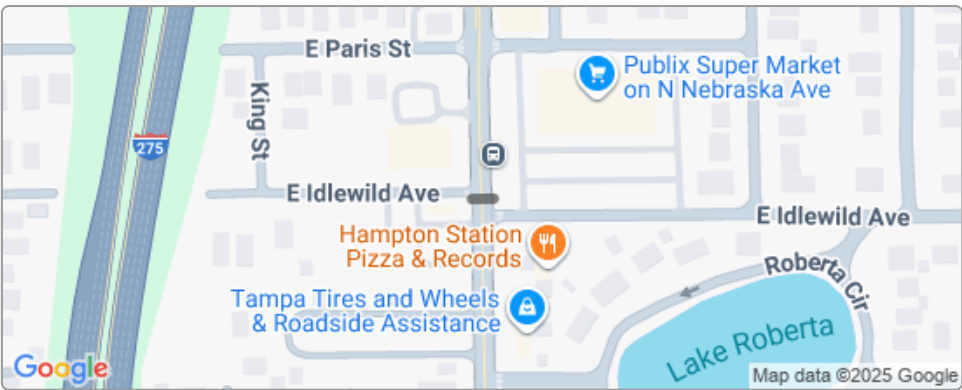 E Paris St
Publix Super Market
on N Nebraska Ave
King St
275
E Idlewild Ave
E Idlewild Ave
Hampton Station
Pizza & Records
Roberta Cir
Tampa Tires and Wheels
& Roadside Assistance
Lake Roberta
Google
Map data ©2025 Google